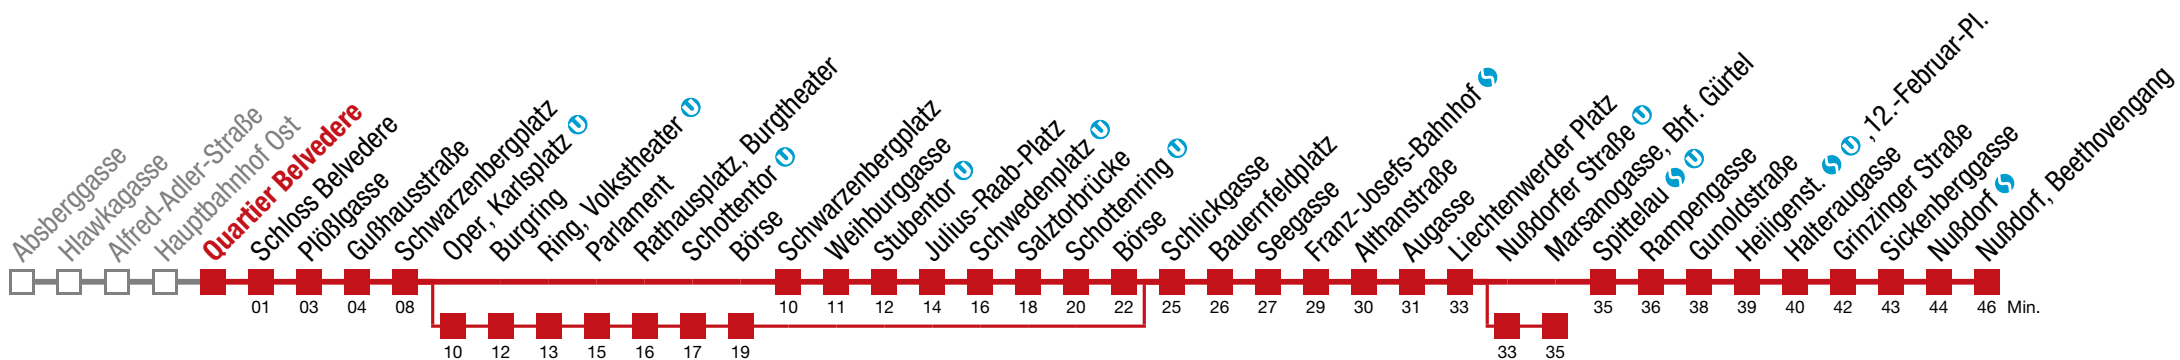 Absberggasse
Hlawkagasse
Alfred-Adler-Straße
Hauptbahnhof Ost
Quartier Belvedere
Schloss Belvedere
Plößlgasse
Gußhausstraße
Schwarzenbergplatz
Oper, Karlsplatz U
Burgring
Ring, Volkstheater U
Parlament
Rathausplatz, Burgtheater
Schottentor U
Börse
Schwarzenbergplatz
Weihburggasse
Stubentor U
Julius-Raab-Platz
Schwedenplatz U
Salztorbrücke
Schottenring U
Börse
Schlickgasse
Bauernfeldplatz
Seegasse
Franz-Josefs-Bahnhof S
Althanstraße
Augasse
Liechtenwerder Platz
Nußdorfer Straße U
Marsanogasse, Bhf. Gürtel
Spittelau S U
Rampengasse
Gunoldstraße
Heiligenst. S U ,12.-Februar-Pl.
Halteraugasse
Grinzinger Straße
Sickenberggasse
Nußdorf S
Nußdorf, Beethovengang
01 03 04 08 10 11 12 14 16 18 20 22 25 26 27 29 30 31 33 35 36 38 39 40 42 43 44 46 Min.
10 12 13 15 16 17 19 33 35